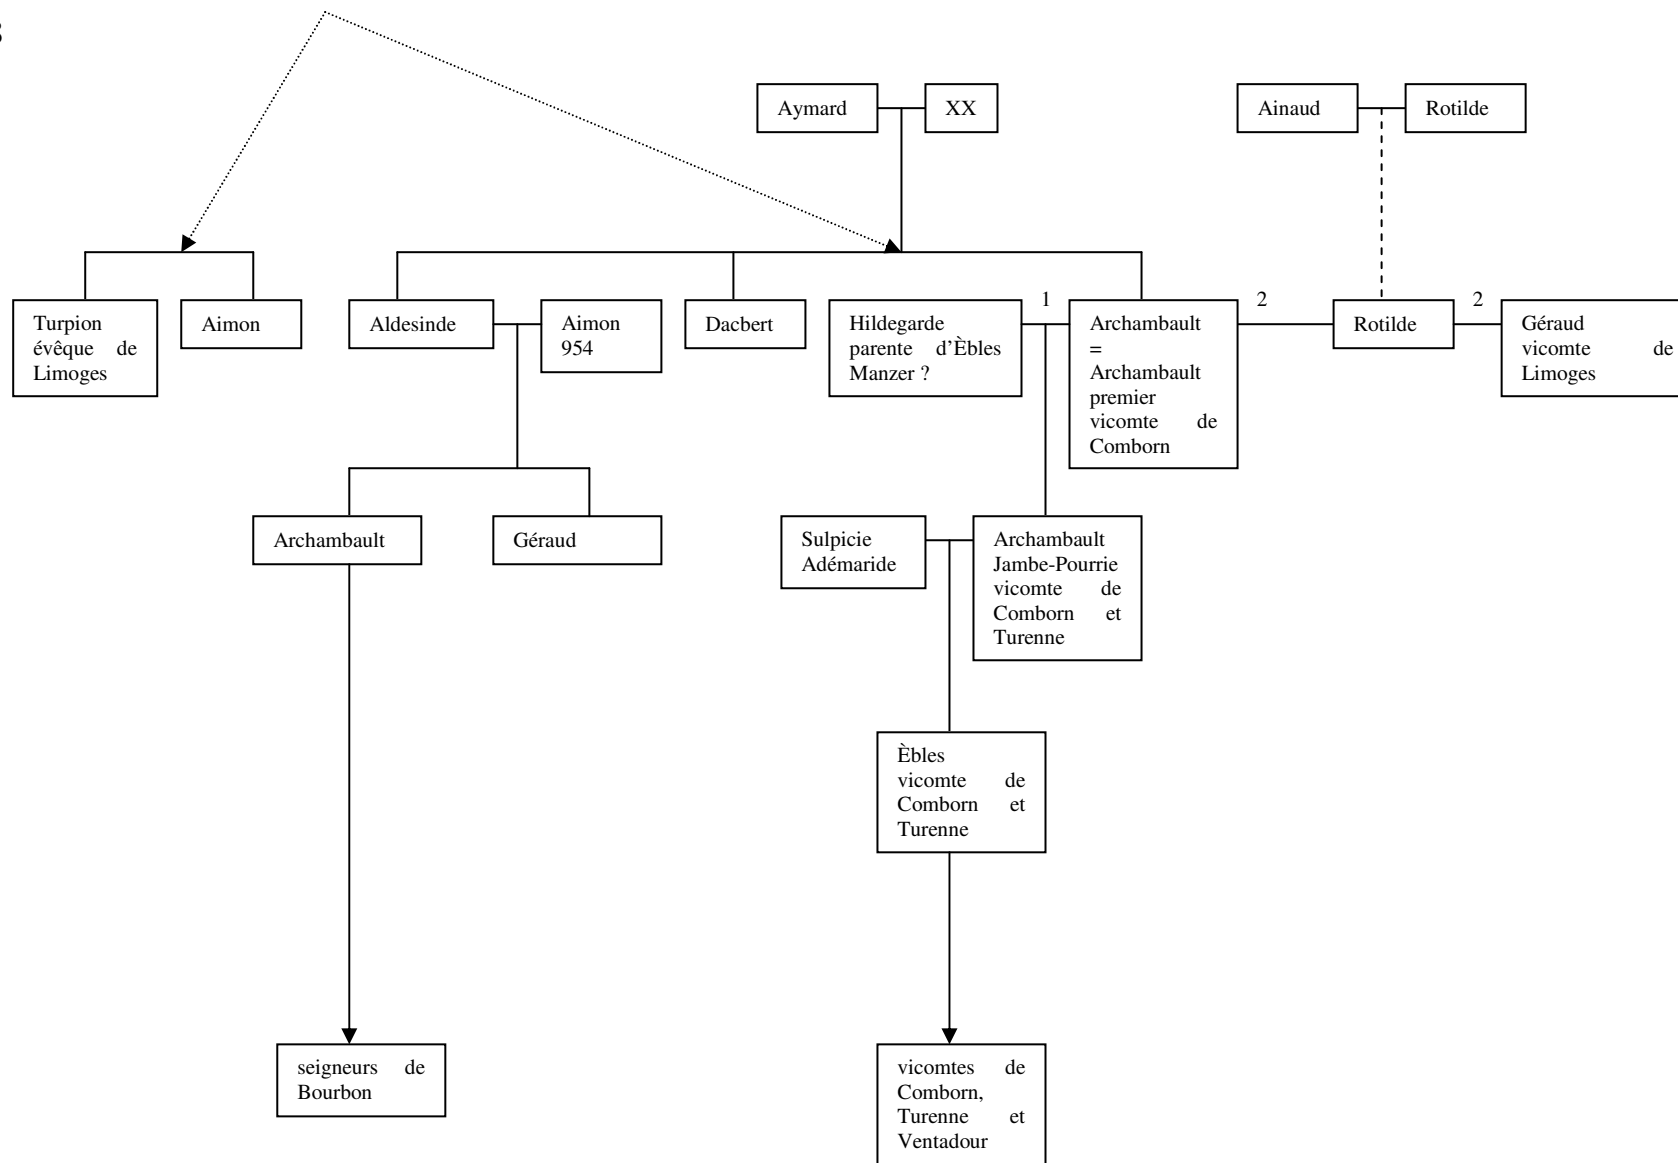 Aymard
XX
Ainaud
Rotilde
Turpion
évêque de
Limoges
Aimon
Aldesinde
Aimon
954
Dacbert
Hildegarde
parente d'Èbles
Manzer ?
1
Archambault
=
Archambault
premier
vicomte de
Comborn
2
Rotilde
2
Géraud
vicomte de
Limoges
Archambault
Géraud
Sulpicie
Adémaride
Archambault
Jambe-Pourrie
vicomte de
Comborn et
Turenne
Èbles
vicomte de
Comborn et
Turenne
seigneurs de
Bourbon
vicomtes de
Comborn,
Turenne et
Ventadour